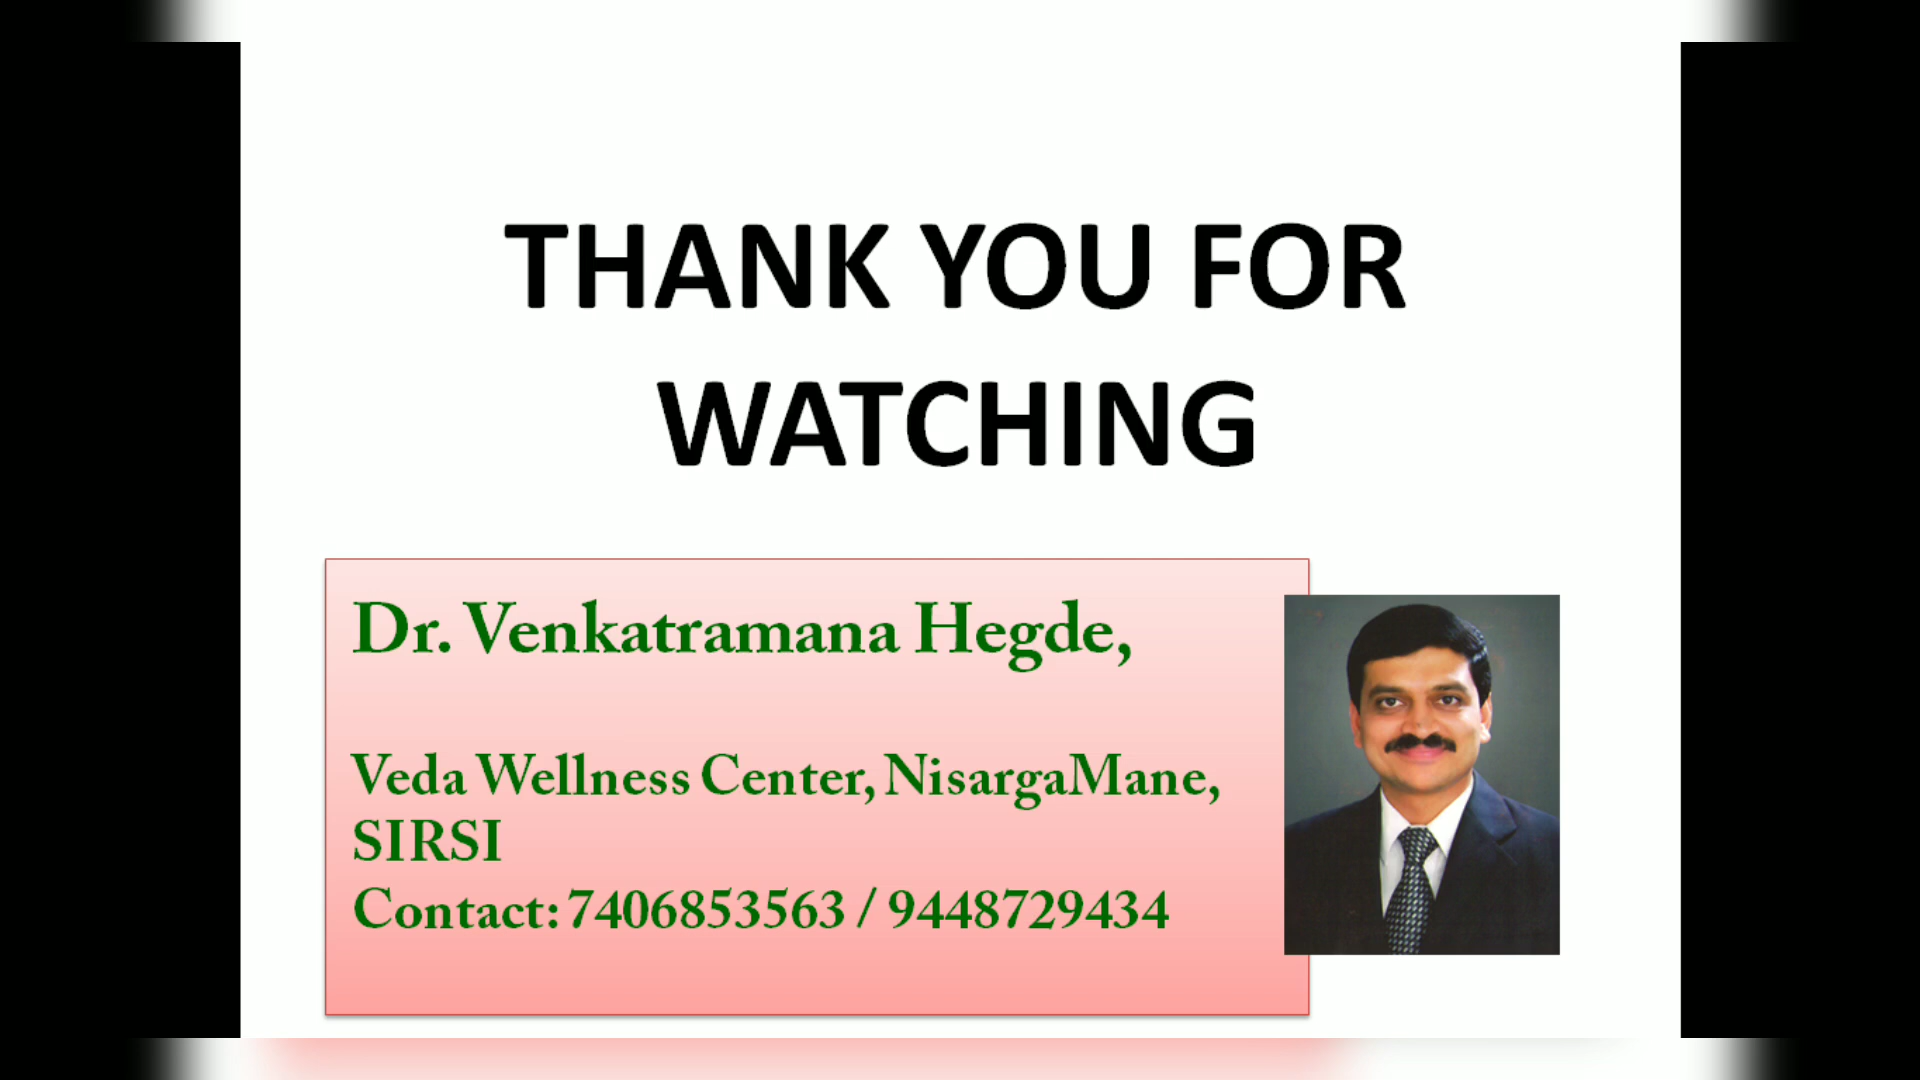 THANK YOU FOR
WATCHING
Dr. Venkatramana Hegde,
Veda Wellness Center, NisargaMane,
SIRSI
Contact: 7406853563 / 9448729434